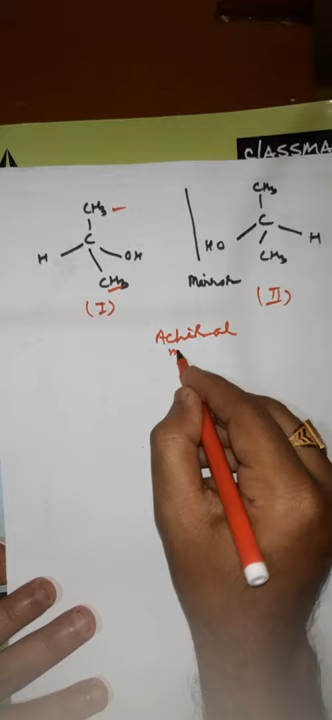 CLASSMA
CH3
C
H
OH
CH3
(I)
Mirror
CH3
C
HO
H
CH3
(II)
Achiral